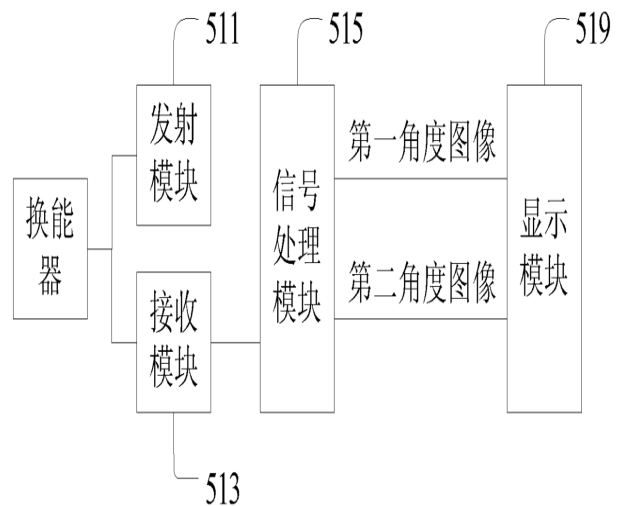 511
515
519
发射
模块
第一角度图像
换能
器
信号
处理
模块
显示
模块
第二角度图像
接收
模块
513